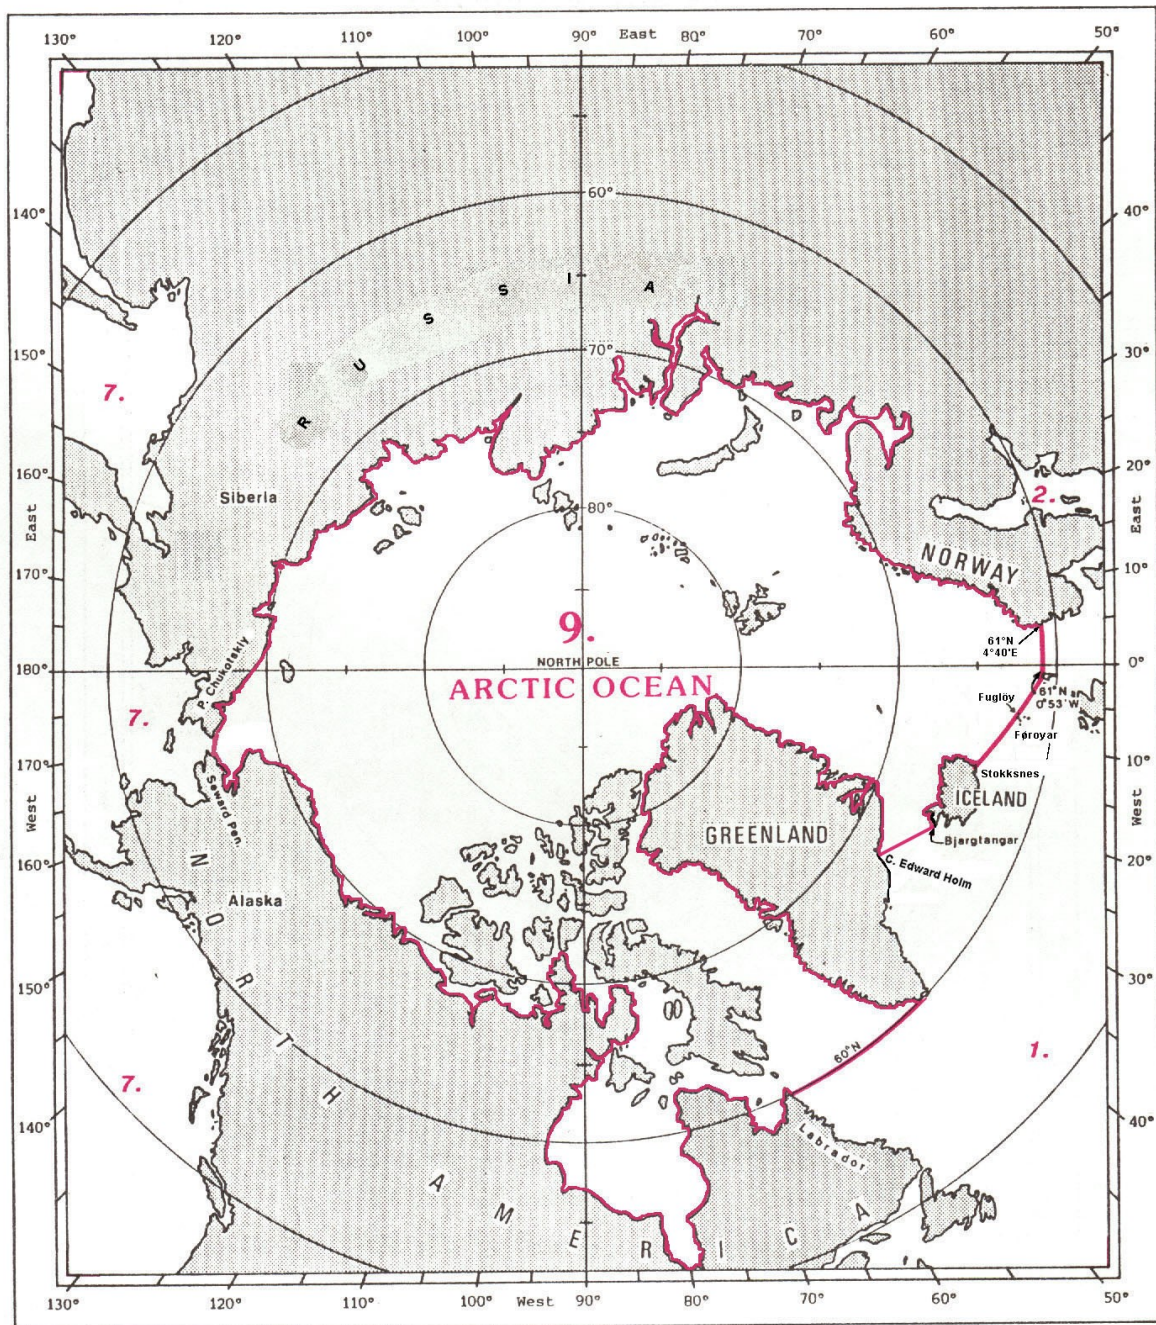 130°
120°
110°
100°
90°
East
80°
70°
60°
50°
140°
150°
160°
East
170°
180°
170°
West
160°
150°
140°
40°
30°
20°
East
10°
0°
10°
West
20°
30°
40°
60°
70°
80°
R U S S I A
7.
Siberia
2.
NORWAY
9.
NORTH POLE
ARCTIC OCEAN
61°N
4°40'E
61°N
0°53'W
Fuglöy
Føroyar
Stokksnes
ICELAND
Bjargtangar
C. Edward Holm
GREENLAND
P. Chukotskiy
7.
Seward Pen.
Alaska
NORTH AMERICA
7.
60°N
1.
Labrador
130°
120°
110°
100°
West
90°
80°
70°
60°
50°